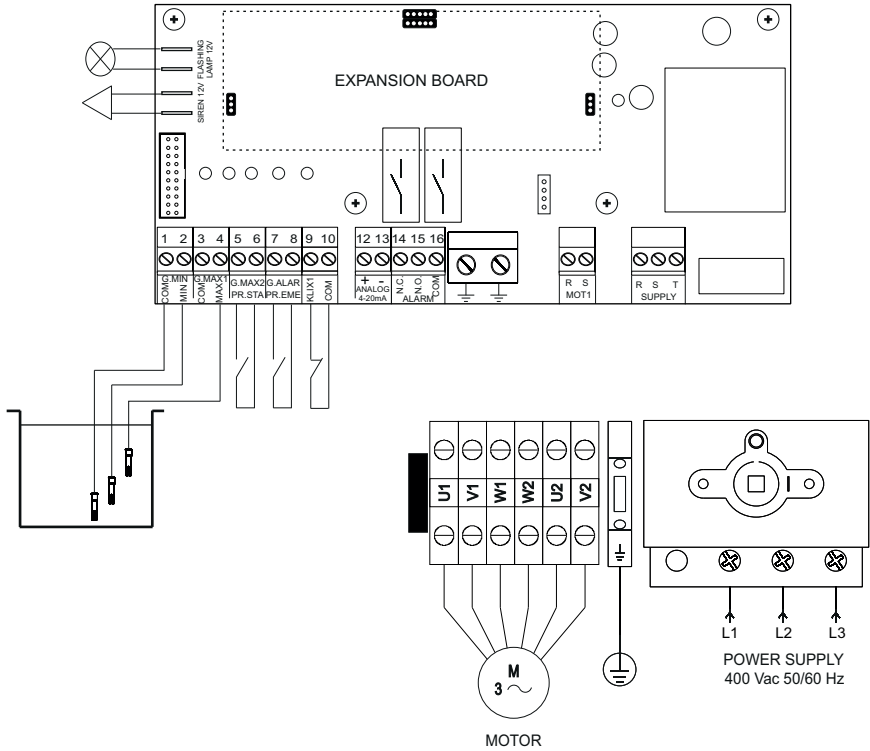 FLASHING
LAMP 12V
SIREN 12V
EXPANSION BOARD
1 2 3 4 5 6 7 8 9 10 12 13 14 15 16
COM G.MIN
MIN
COM G.MAX1
MAX1
G.MAX2
PR.STA
G.ALAR
PR.EME
KLIX1
COM
+ -
ANALOG
4-20mA
N.C.
N.O.
COM
ALARM
R S
MOT1
R S T
SUPPLY
U1 V1 W1 W2 U2 V2
M
3
MOTOR
L1 L2 L3
POWER SUPPLY
400 Vac 50/60 Hz